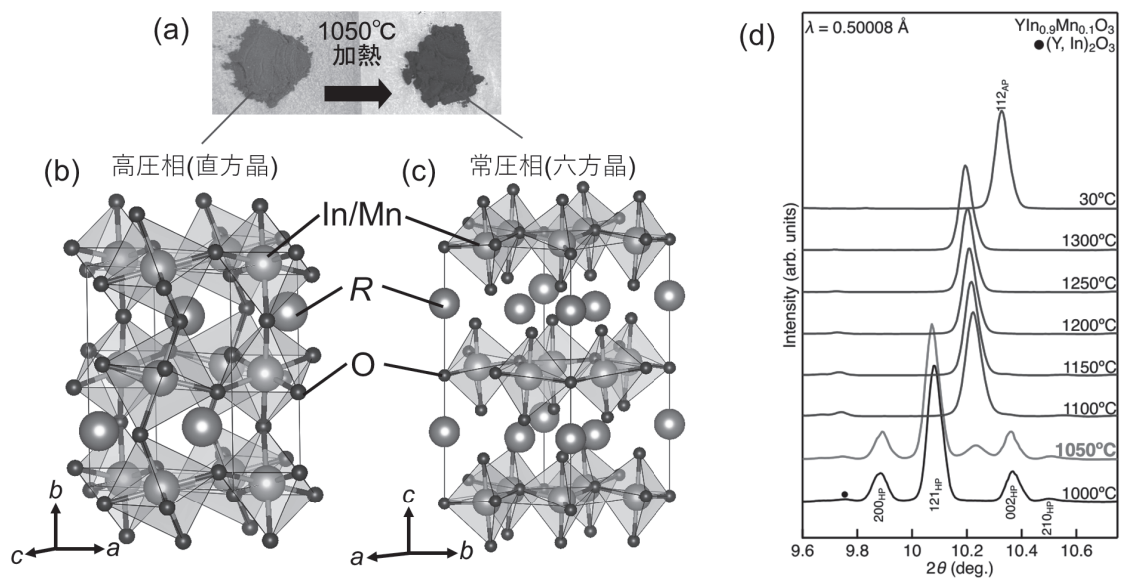 (a)
1050℃
加熱
高圧相(直方晶)
常圧相(六方晶)
(b)
(c)
In/Mn
R
O
b
c
a
c
a
b
(d)
λ = 0.50008 Å
YIn0.9Mn0.1O3
●(Y, In)2O3
112AP
30ºC
1300ºC
1250ºC
1200ºC
1150ºC
1100ºC
1050ºC
1000ºC
●
200HP
121HP
002HP
210HP
Intensity (arb. units)
9.6
9.8
10
10.2
10.4
10.6
2θ (deg.)